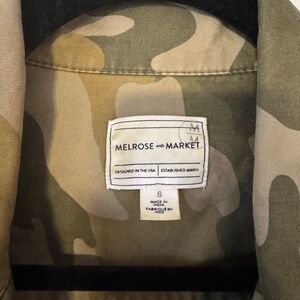 M
M
MELROSE AND MARKET
DESIGNED IN THE USA | ESTABLISHED MMXIV
S
MADE IN
INDIA
FABRIQUÉ EN
INDE